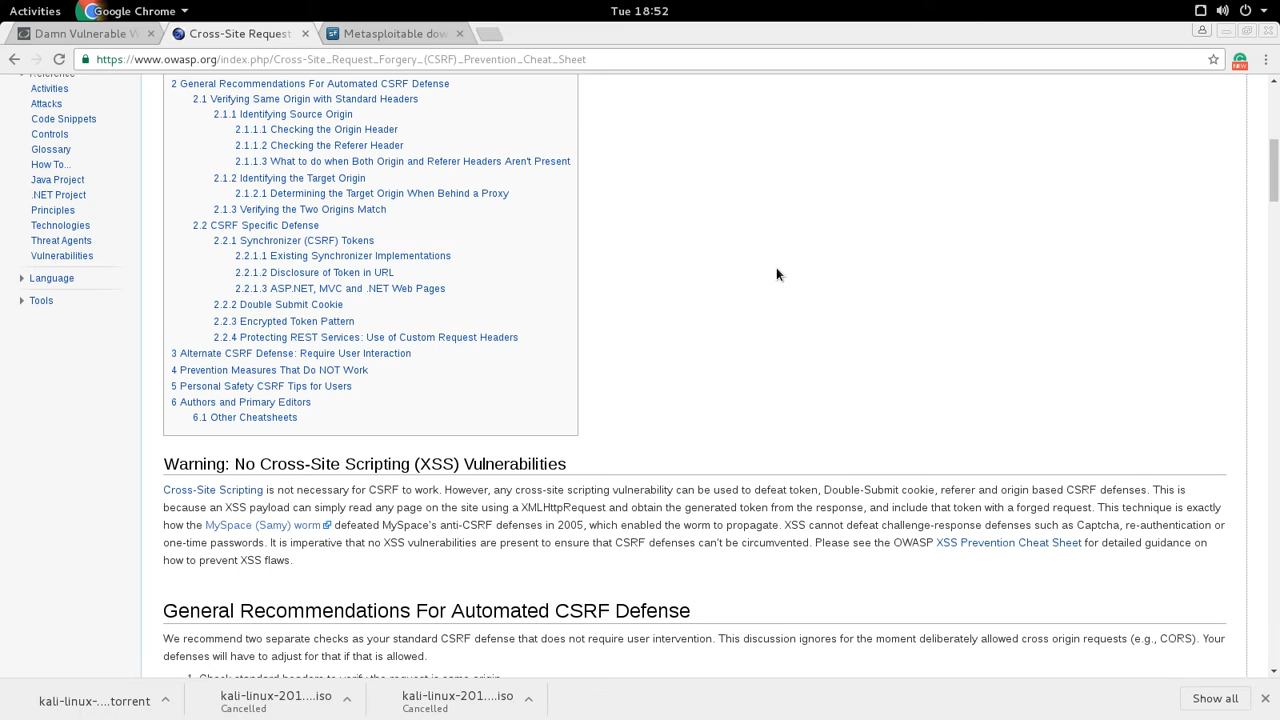 Activities
Google Chrome
Tue 18:52
Damn Vulnerable W
Cross-Site Request
Metasploitable dow
https://www.owasp.org/index.php/Cross-Site_Request_Forgery_(CSRF)_Prevention_Cheat_Sheet
Reference
Activities
Attacks
Code Snippets
Controls
Glossary
How To...
Java Project
.NET Project
Principles
Technologies
Threat Agents
Vulnerabilities
Language
Tools
2 General Recommendations For Automated CSRF Defense
2.1 Verifying Same Origin with Standard Headers
2.1.1 Identifying Source Origin
2.1.1.1 Checking the Origin Header
2.1.1.2 Checking the Referer Header
2.1.1.3 What to do when Both Origin and Referer Headers Aren't Present
2.1.2 Identifying the Target Origin
2.1.2.1 Determining the Target Origin When Behind a Proxy
2.1.3 Verifying the Two Origins Match
2.2 CSRF Specific Defense
2.2.1 Synchronizer (CSRF) Tokens
2.2.1.1 Existing Synchronizer Implementations
2.2.1.2 Disclosure of Token in URL
2.2.1.3 ASP.NET, MVC and .NET Web Pages
2.2.2 Double Submit Cookie
2.2.3 Encrypted Token Pattern
2.2.4 Protecting REST Services: Use of Custom Request Headers
3 Alternate CSRF Defense: Require User Interaction
4 Prevention Measures That Do NOT Work
5 Personal Safety CSRF Tips for Users
6 Authors and Primary Editors
6.1 Other Cheatsheets
Warning: No Cross-Site Scripting (XSS) Vulnerabilities
Cross-Site Scripting is not necessary for CSRF to work. However, any cross-site scripting vulnerability can be used to defeat token, Double-Submit cookie, referer and origin based CSRF defenses. This is
because an XSS payload can simply read any page on the site using a XMLHttpRequest and obtain the generated token from the response, and include that token with a forged request. This technique is exactly
how the MySpace (Samy) worm defeated MySpace's anti-CSRF defenses in 2005, which enabled the worm to propagate. XSS cannot defeat challenge-response defenses such as Captcha, re-authentication or
one-time passwords. It is imperative that no XSS vulnerabilities are present to ensure that CSRF defenses can't be circumvented. Please see the OWASP XSS Prevention Cheat Sheet for detailed guidance on
how to prevent XSS flaws.
General Recommendations For Automated CSRF Defense
We recommend two separate checks as your standard CSRF defense that does not require user intervention. This discussion ignores for the moment deliberately allowed cross origin requests (e.g., CORS). Your
defenses will have to adjust for that if that is allowed.
1. Check standard headers to verify the request is same origin
kali-linux-....torrent
kali-linux-201....iso
Cancelled
kali-linux-201....iso
Cancelled
Show all